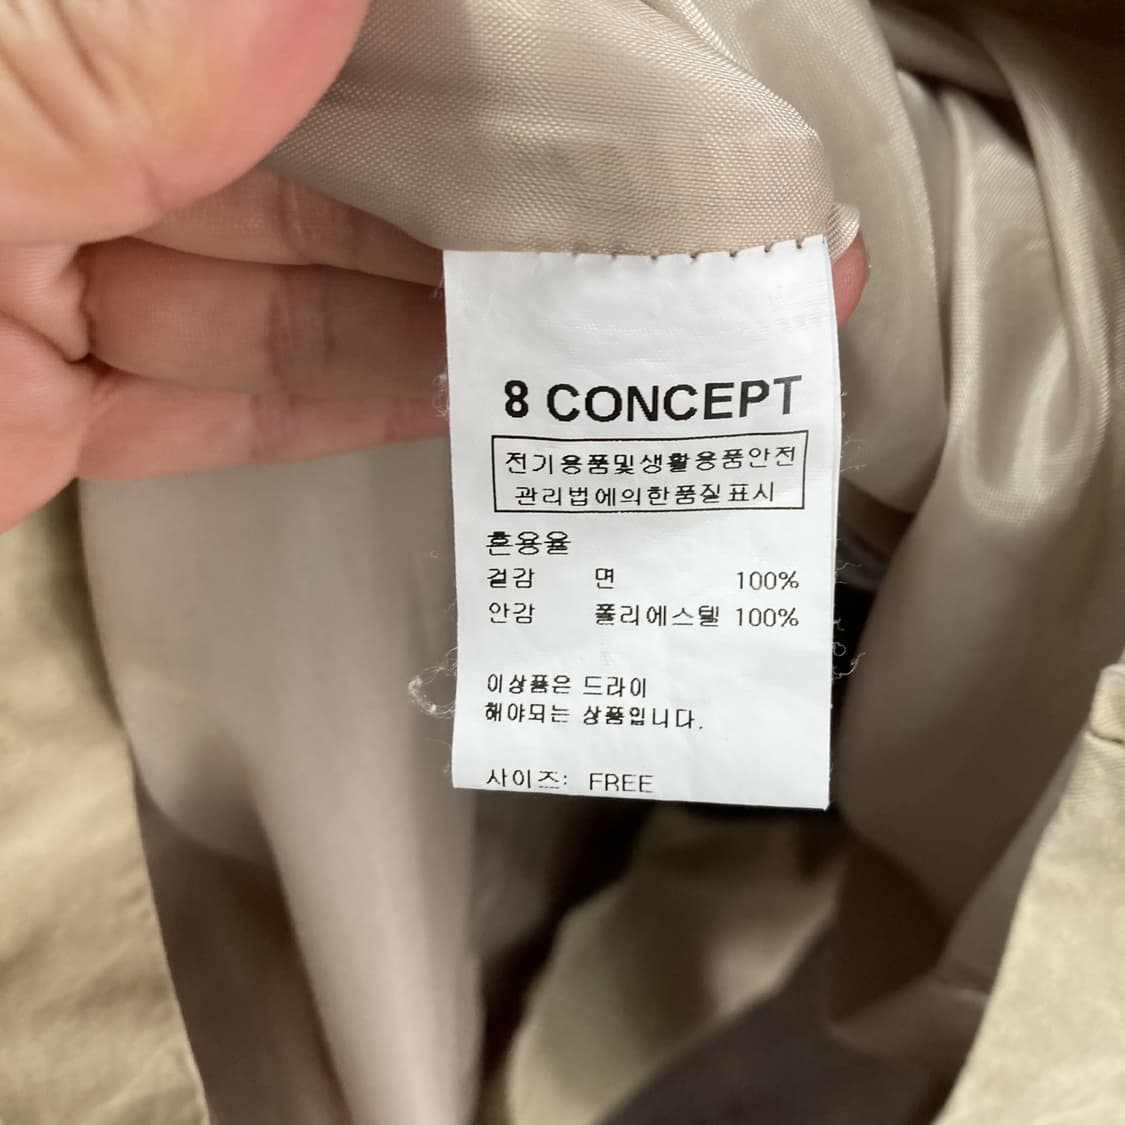 8 CONCEPT
전기용품및생활용품안전
관리법에의한품질표시
혼용율
겉감 면 100%
안감 폴리에스텔 100%
이상품은 드라이
해야되는 상품입니다.
사이즈: FREE